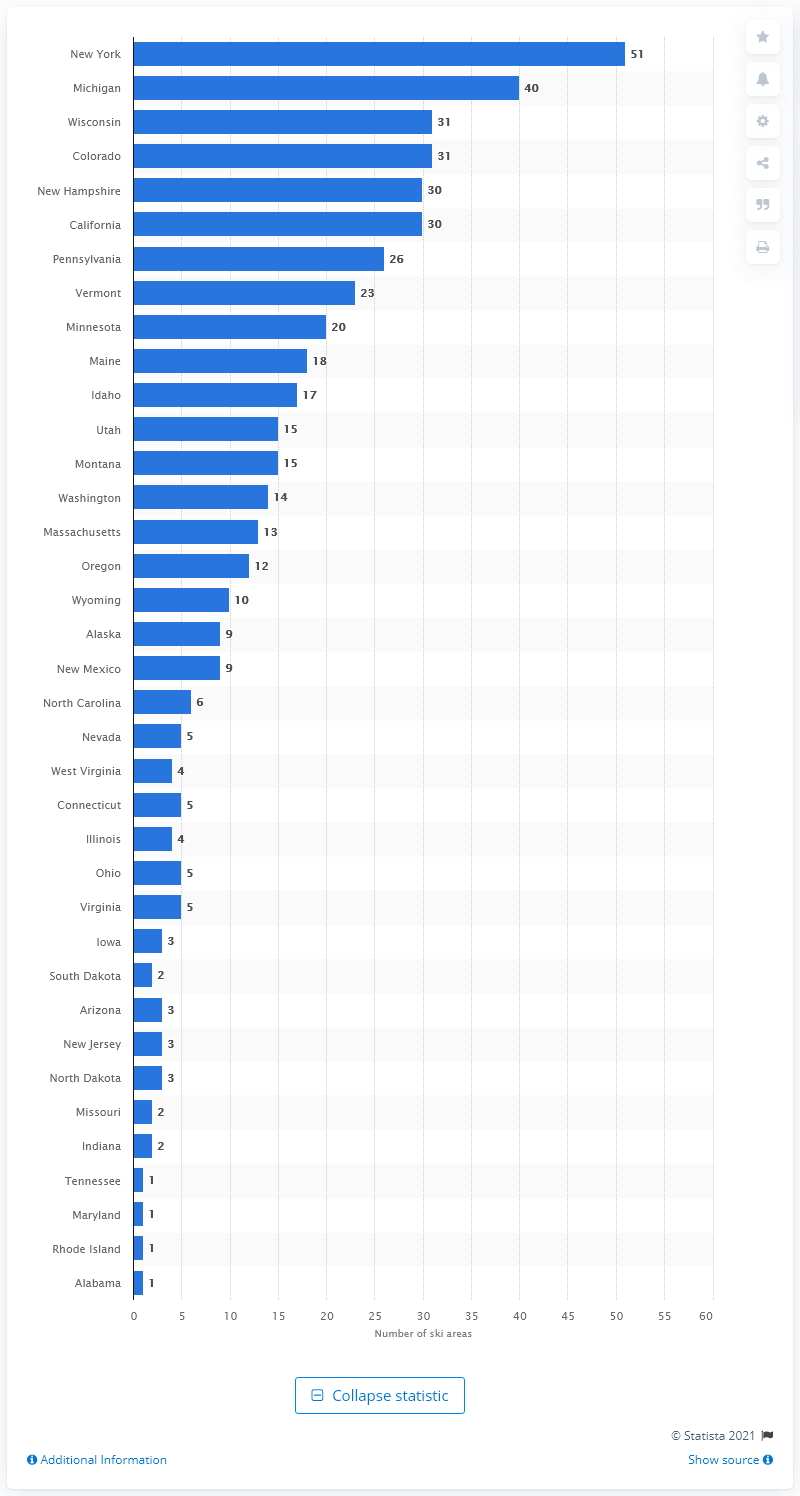 New York 51
Michigan 40
Wisconsin 31
Colorado 31
New Hampshire 30
California 30
Pennsylvania 26
Vermont 23
Minnesota 20
Maine 18
Idaho 17
Utah 15
Montana 15
Washington 14
Massachusetts 13
Oregon 12
Wyoming 10
Alaska 9
New Mexico 9
North Carolina 6
Nevada 5
West Virginia 4
Connecticut 5
Illinois 4
Ohio 5
Virginia 5
Iowa 3
South Dakota 2
Arizona 3
New Jersey 3
North Dakota 3
Missouri 2
Indiana 2
Tennessee 1
Maryland 1
Rhode Island 1
Alabama 1
0 5 10 15 20 25 30 35 40 45 50 55 60
Number of ski areas
Collapse statistic
© Statista 2021
Additional Information Show source